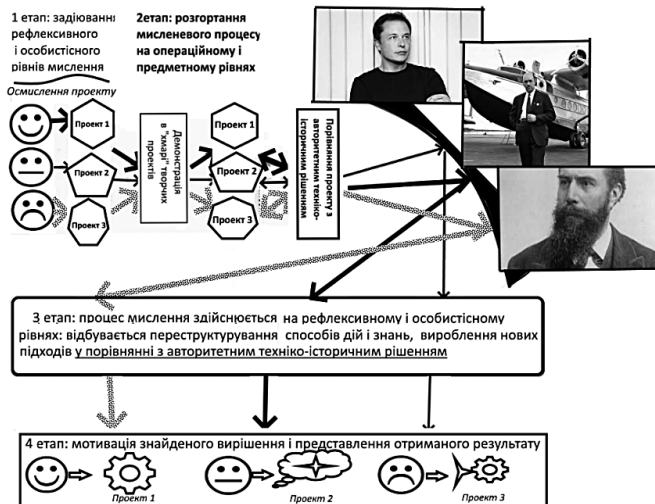 1 етап: задіювання
рефлексивного
і особистісного
рівнів мислення
2етап: розгортання
мисленевого процесу
на операційному і
предметному рівнях
Осмислення проекту
Проект 1
Проект 2
Проект 3
Демонстрація
в "хмарі" творчих
проектів
Проект 1
Проект 2
Проект 3
Порівняння проекту з
авторитетним техніко-
історичним рішенням
3 етап: процес мислення здійснюється на рефлексивному і особистісному
рівнях: відбувається переструктурування способів дій і знань, вироблення нових
підходів у порівнянні з авторитетним техніко-історичним рішенням
4 етап: мотивація знайденого вирішення і представлення отриманого результату
Проект 1
Проект 2
Проект 3